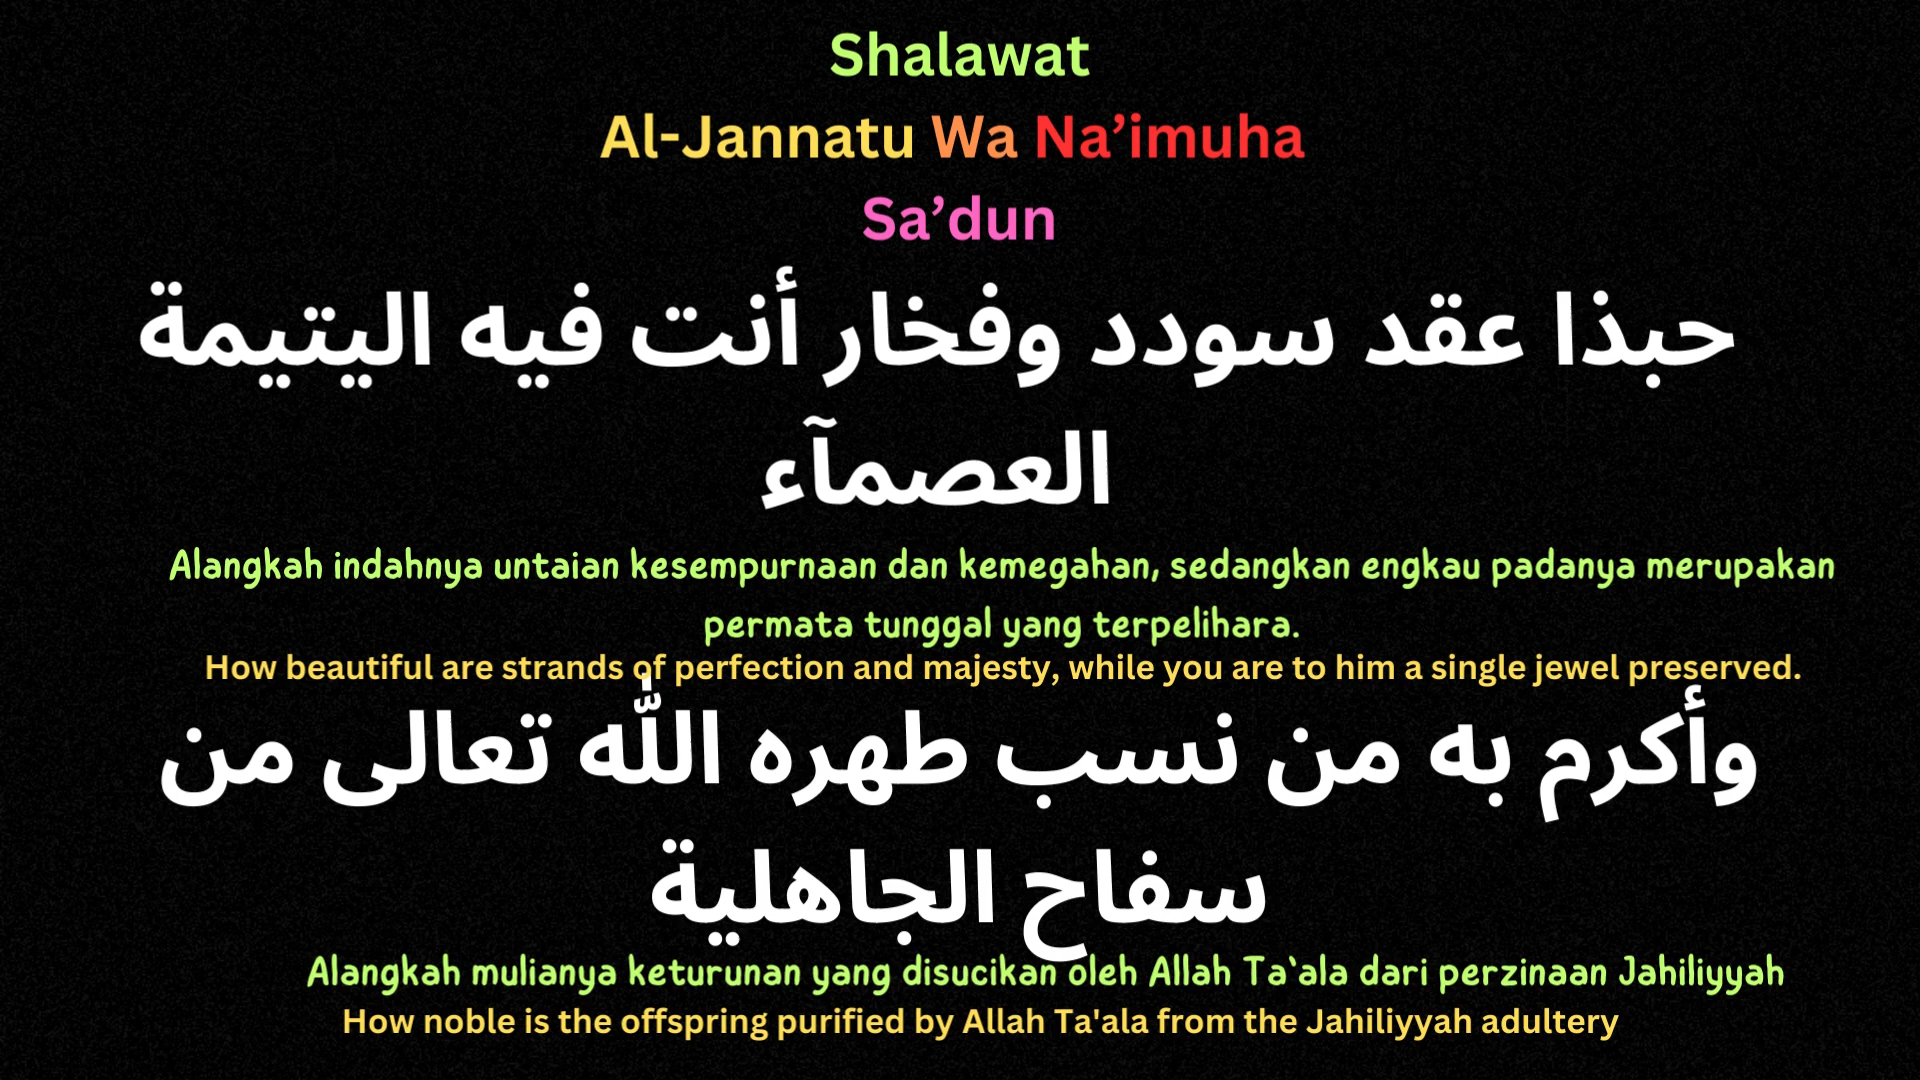 Shalawat
Al-Jannatu Wa Na’imuha
Sa’dun
حبذا عقد سودد وفخار أنت فيه اليتيمة
العصمآء
Alangkah indahnya untaian kesempurnaan dan kemegahan, sedangkan engkau padanya merupakan
permata tunggal yang terpelihara.
How beautiful are strands of perfection and majesty, while you are to him a single jewel preserved.
وأكرم به من نسب طهره الله تعالى من
سفاح الجاهلية
Alangkah mulianya keturunan yang disucikan oleh Allah Ta`ala dari perzinaan Jahiliyyah
How noble is the offspring purified by Allah Ta'ala from the Jahiliyyah adultery